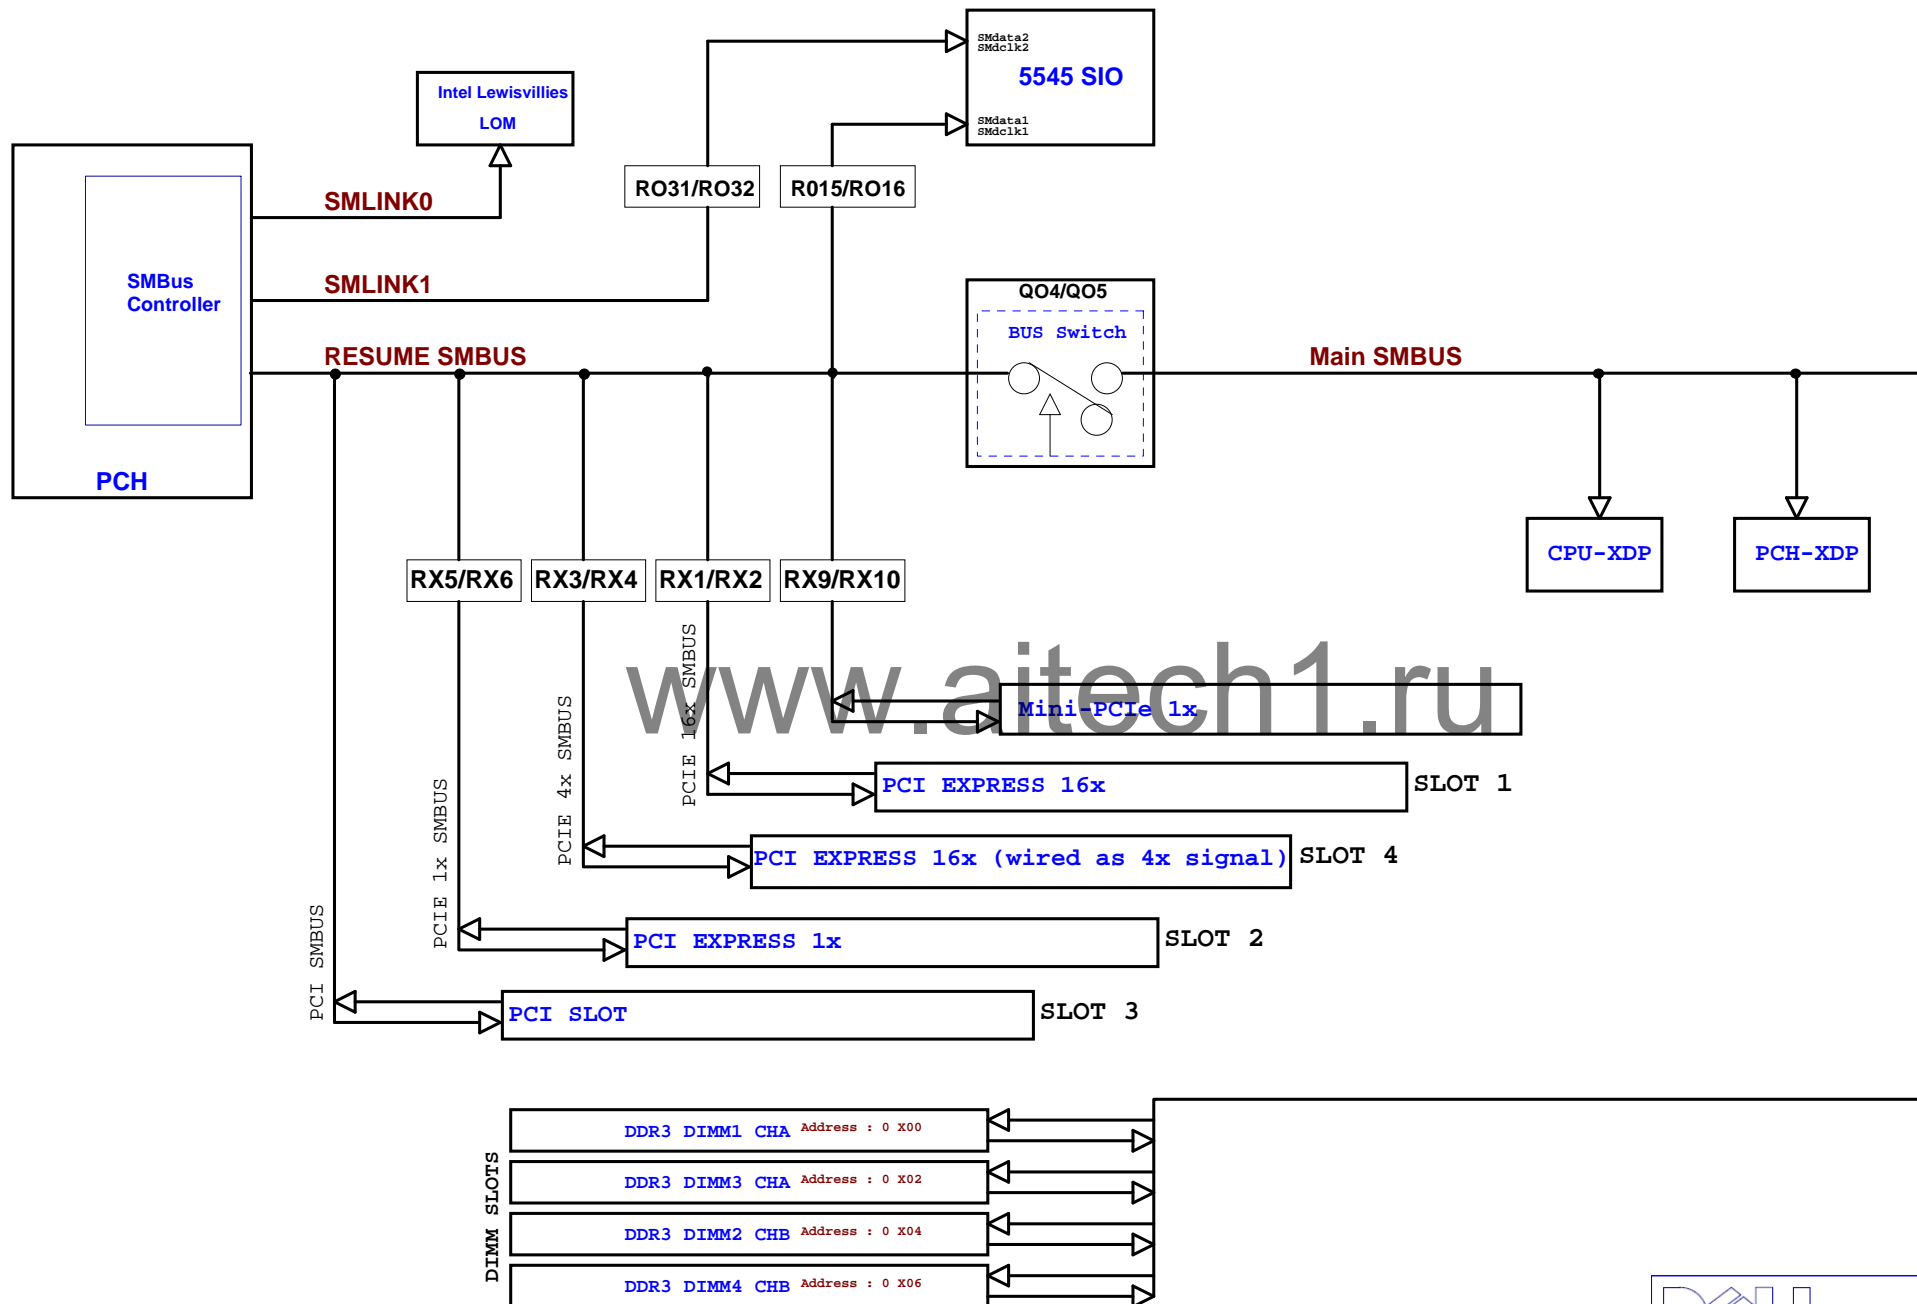 SMdata2
SMdclk2
5545 SIO
SMdata1
SMdclk1
Intel Lewisvillies
LOM
RO31/RO32
R015/RO16
SMLINK0
SMLINK1
SMBus
Controller
PCH
RESUME SMBUS
QO4/QO5
BUS Switch
Main SMBUS
CPU-XDP
PCH-XDP
RX5/RX6
RX3/RX4
RX1/RX2
RX9/RX10
www.aitech1.ru
Mini-PCIe 1x
PCIE 16x SMBUS
PCI EXPRESS 16x
SLOT 1
PCIE 4x SMBUS
PCI EXPRESS 16x (wired as 4x signal)
SLOT 4
PCIE 1x SMBUS
PCI EXPRESS 1x
SLOT 2
PCI SMBUS
PCI SLOT
SLOT 3
DIMM SLOTS
DDR3 DIMM1 CHA Address : 0 X00
DDR3 DIMM3 CHA Address : 0 X02
DDR3 DIMM2 CHB Address : 0 X04
DDR3 DIMM4 CHB Address : 0 X06